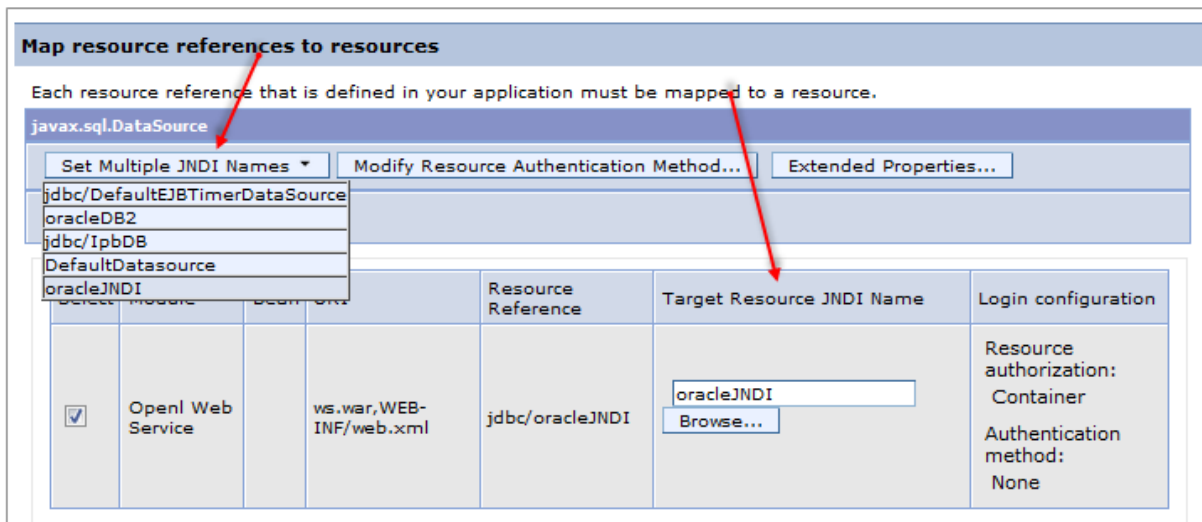 Map resource references to resources
Each resource reference that is defined in your application must be mapped to a resource.
javax.sql.DataSource
Set Multiple JNDI Names Modify Resource Authentication Method... Extended Properties...
jdbc/DefaultEJBTimerDataSource
oracleDB2
jdbc/IpbDB
DefaultDatasource
oracleJNDI
Resource
Reference
Target Resource JNDI Name
Login configuration
Openl Web
Service
ws.war,WEB-
INF/web.xml
jdbc/oracleJNDI
oracleJNDI
Browse...
Resource
authorization:
Container
Authentication
method:
None